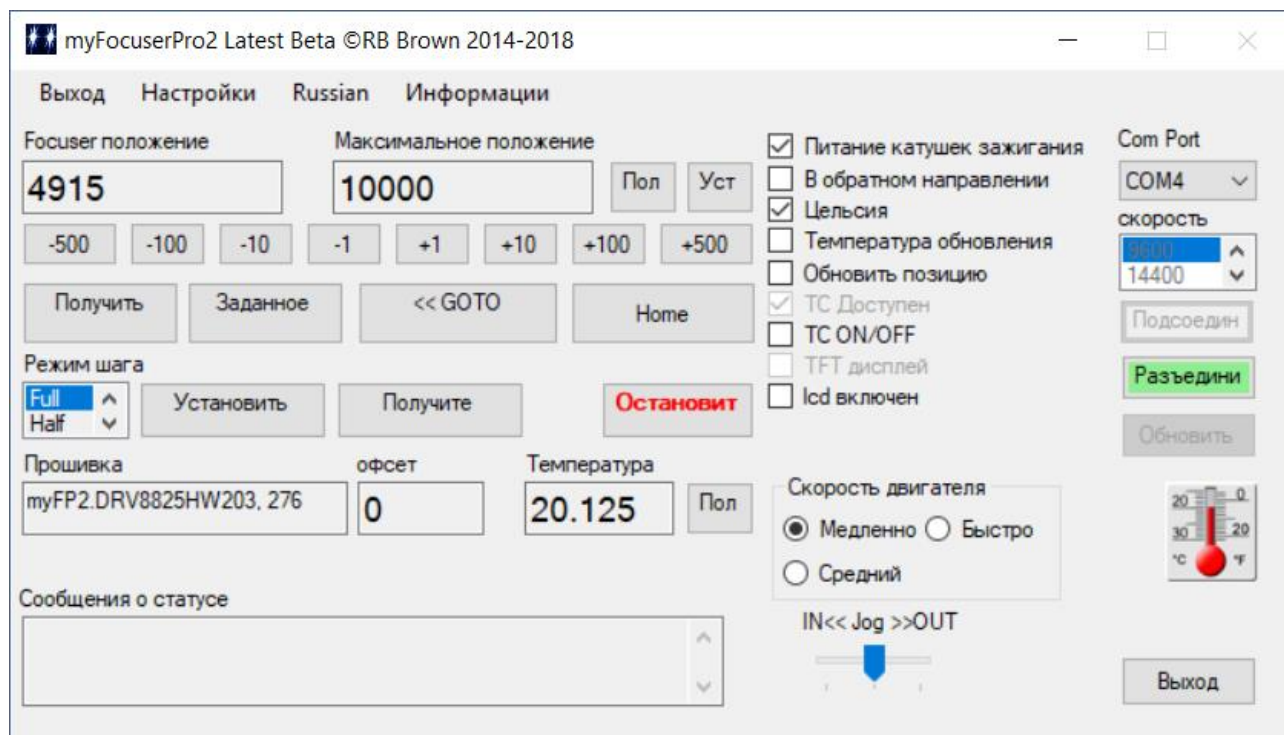 myFocuserPro2 Latest Beta ©RB Brown 2014-2018
Выход Настройки Russian Информации
Focuser положение Максимальное положение
4915 10000 Пол Уст
-500 -100 -10 -1 +1 +10 +100 +500
Получить Заданное << GOTO Home
Режим шага
Full
Half
Установить Получите Остановит
Прошивка офсет Температура
myFP2.DRV8825HW203, 276 0 20.125 Пол
Сообщения о статусе
Питание катушек зажигания
В обратном направлении
Цельсия
Температура обновления
Обновить позицию
TC Доступен
TC ON/OFF
TFT дисплей
lcd включен
Скорость двигателя
Медленно Быстро
Средний
IN<< Jog >>OUT
Com Port
COM4
скорость
9600
14400
Подсоедин
Разъедини
Обновить
20 0
30 20
°C °F
Выход